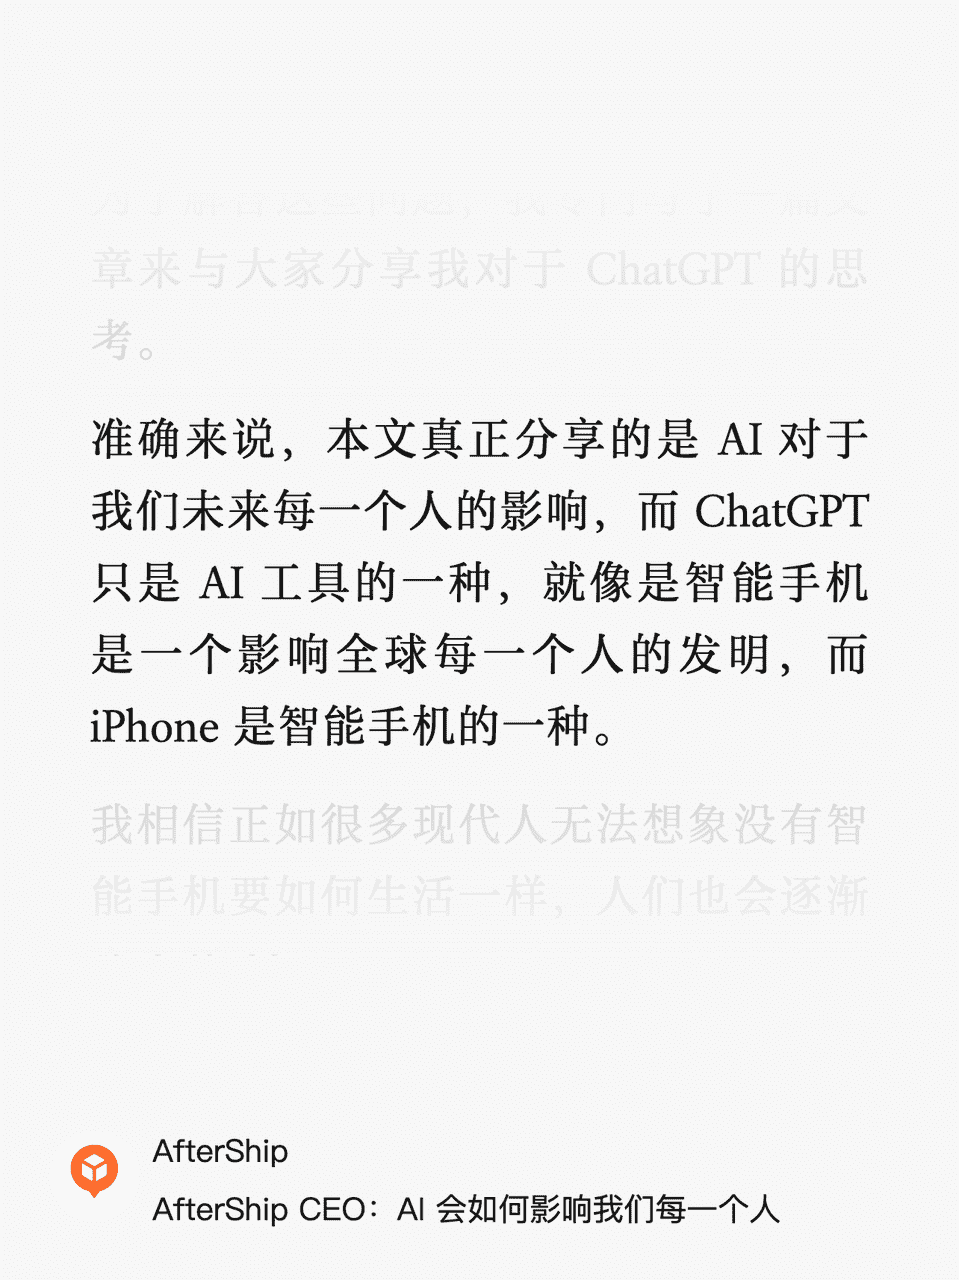 章来与大家分享我对于 ChatGPT 的思
考。
准确来说，本文真正分享的是 AI 对于
我们未来每一个人的影响，而 ChatGPT
只是 AI 工具的一种，就像是智能手机
是一个影响全球每一个人的发明，而
iPhone 是智能手机的一种。
我相信正如很多现代人无法想象没有智
能手机要如何生活一样，人们也会逐渐
AfterShip
AfterShip CEO：AI 会如何影响我们每一个人